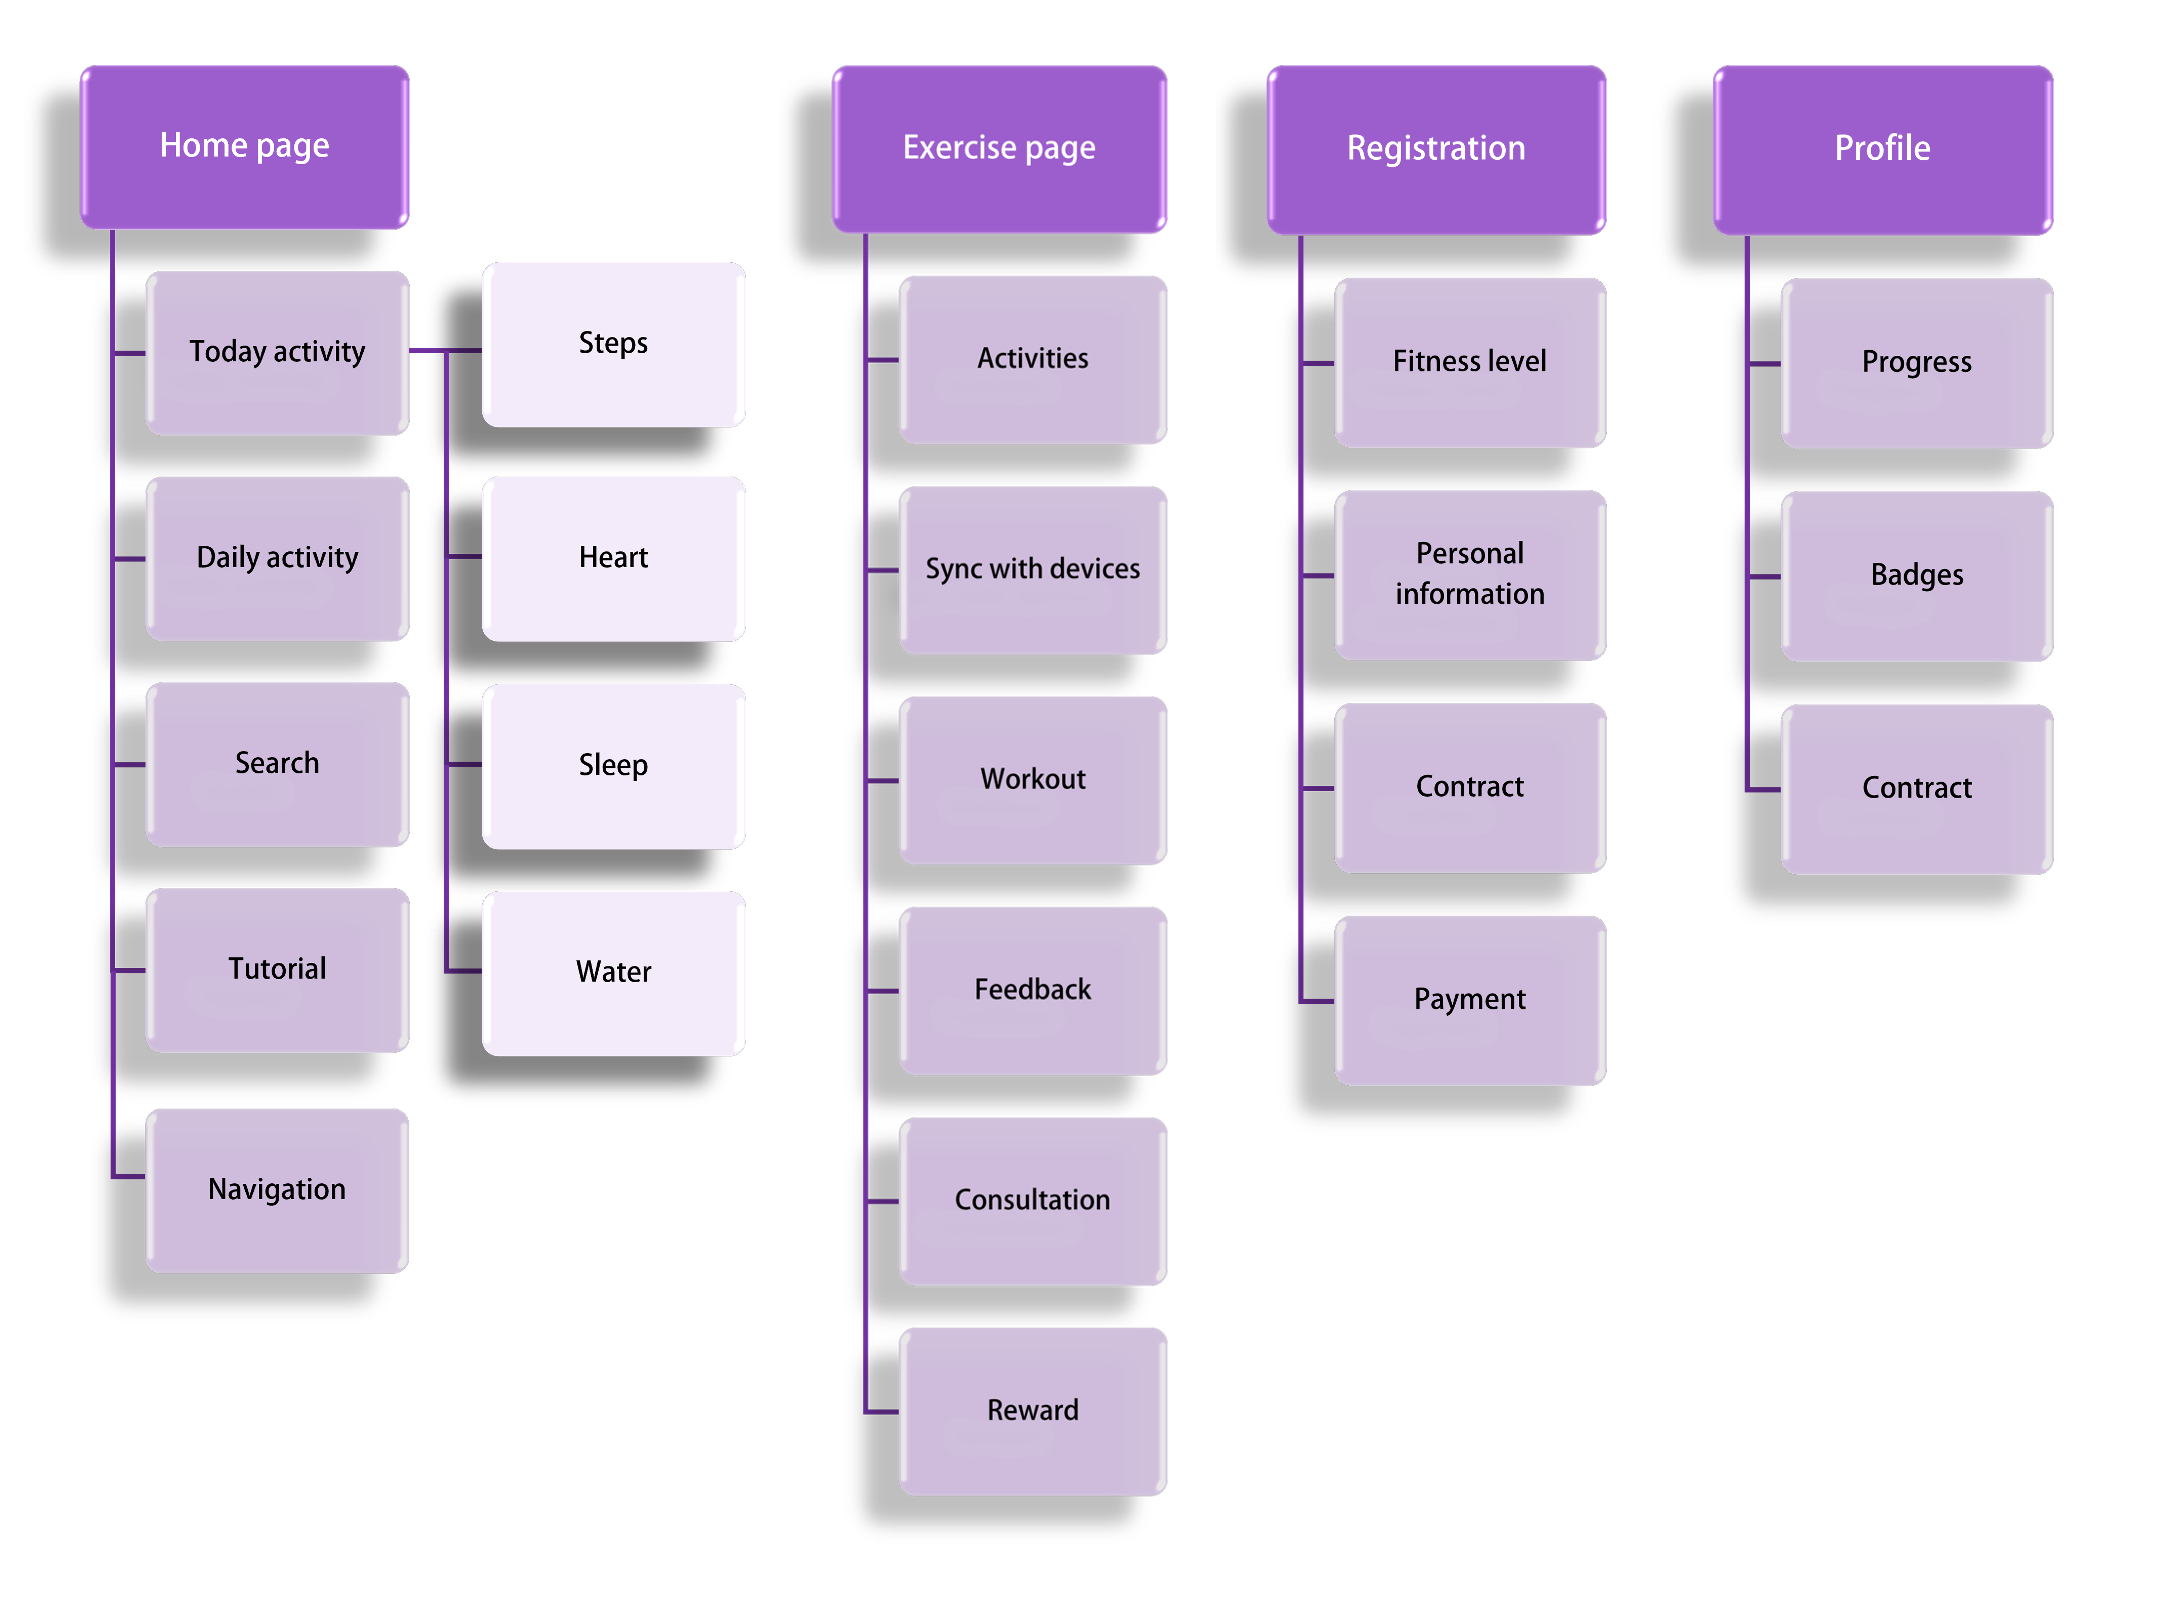 Home page
Today activity
Daily activity
Search
Tutorial
Navigation
Steps
Heart
Sleep
Water
Exercise page
Activities
Sync with devices
Workout
Feedback
Consultation
Reward
Registration
Fitness level
Personal
information
Contract
Payment
Profile
Progress
Badges
Contract